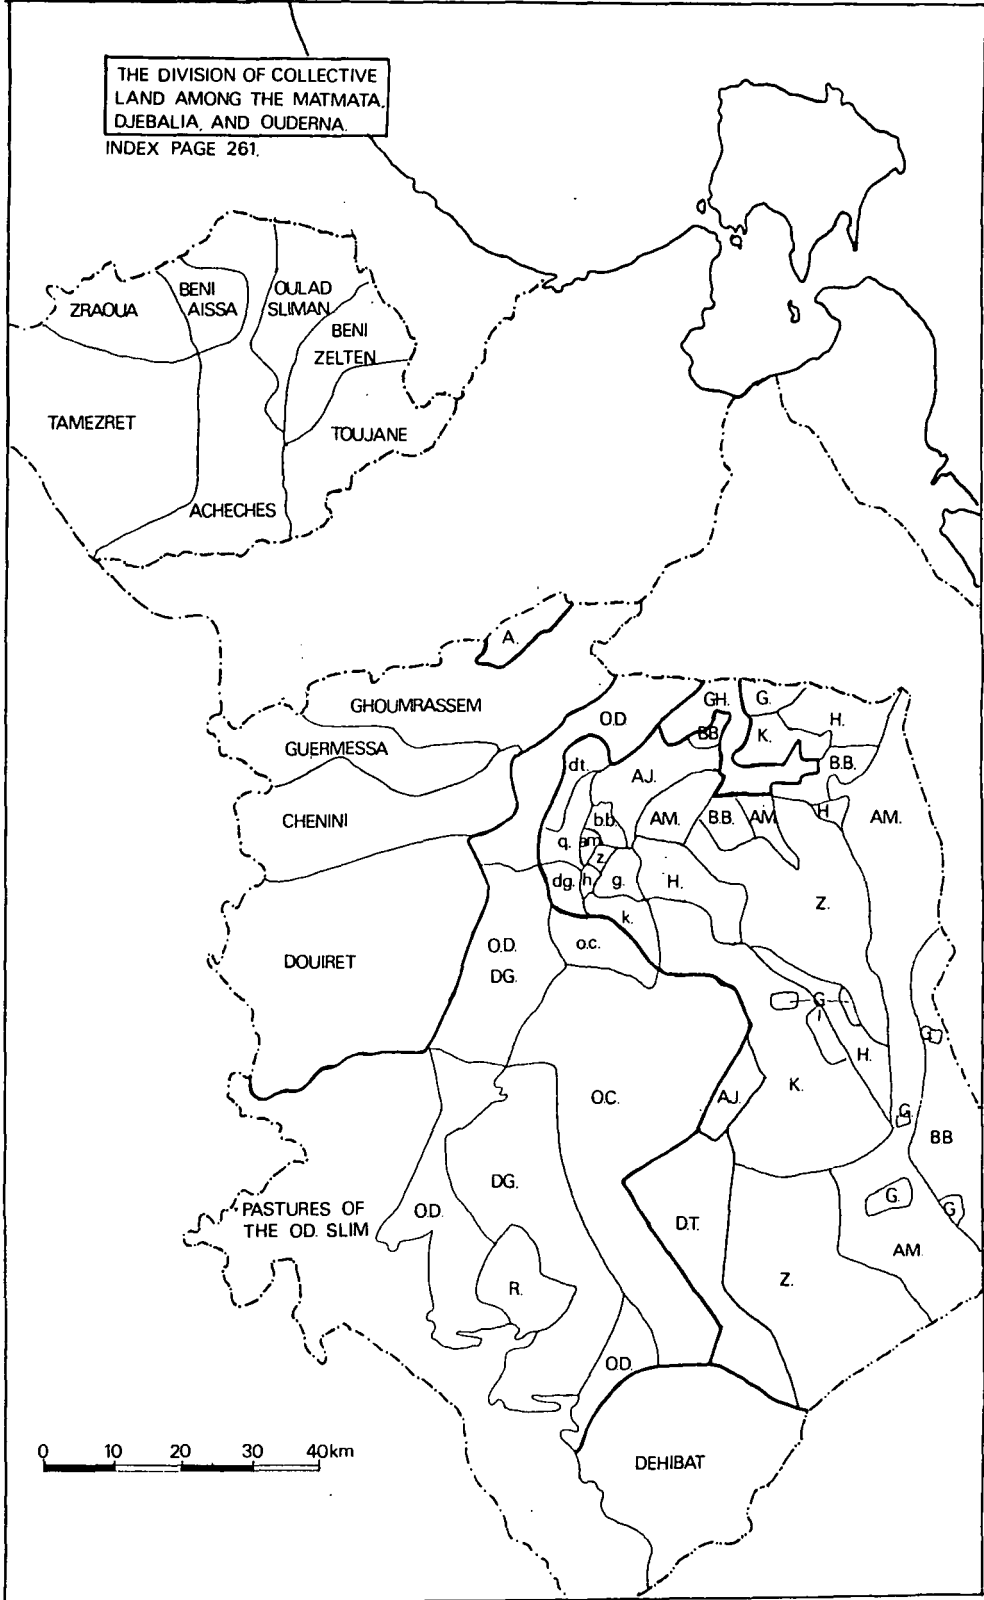 THE DIVISION OF COLLECTIVE
LAND AMONG THE MATMATA,
DJEBALIA, AND OUDERNA.
INDEX PAGE 261.
ZRAOUA
BENI
AISSA
OULAD
SLIMAN
BENI
ZELTEN
TAMEZRET
TOUJANE
ACHECHES
A.
GHOUMRASSEM
GUERMESSA
CHENINI
DOUIRET
O.D.
GH.
G.
BB.
K.
H.
B.B.
dt.
AJ.
b.b.
AM.
B.B.
AM.
H.
AM.
q.
am.
z.
dg.
h.
g.
H.
Z.
k.
o.c.
O.D.
DG.
G.
G.
H.
K.
AJ.
O.C.
G.
BB
DG.
G.
G.
PASTURES OF
THE OD. SLIM
O.D.
D.T.
AM.
Z.
R.
O.D.
0 10 20 30 40km
DEHIBAT